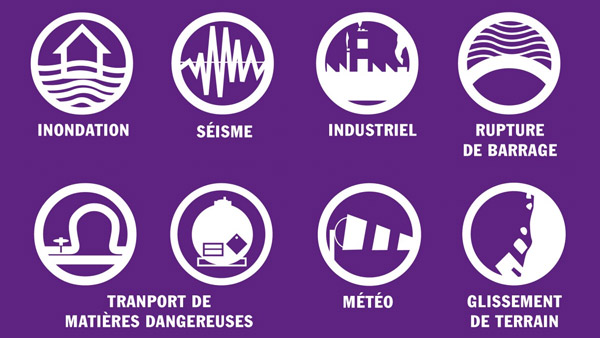 INONDATION
SÉISME
INDUSTRIEL
RUPTURE
DE BARRAGE
TRANPORT DE
MATIÈRES DANGEREUSES
MÉTÉO
GLISSEMENT
DE TERRAIN